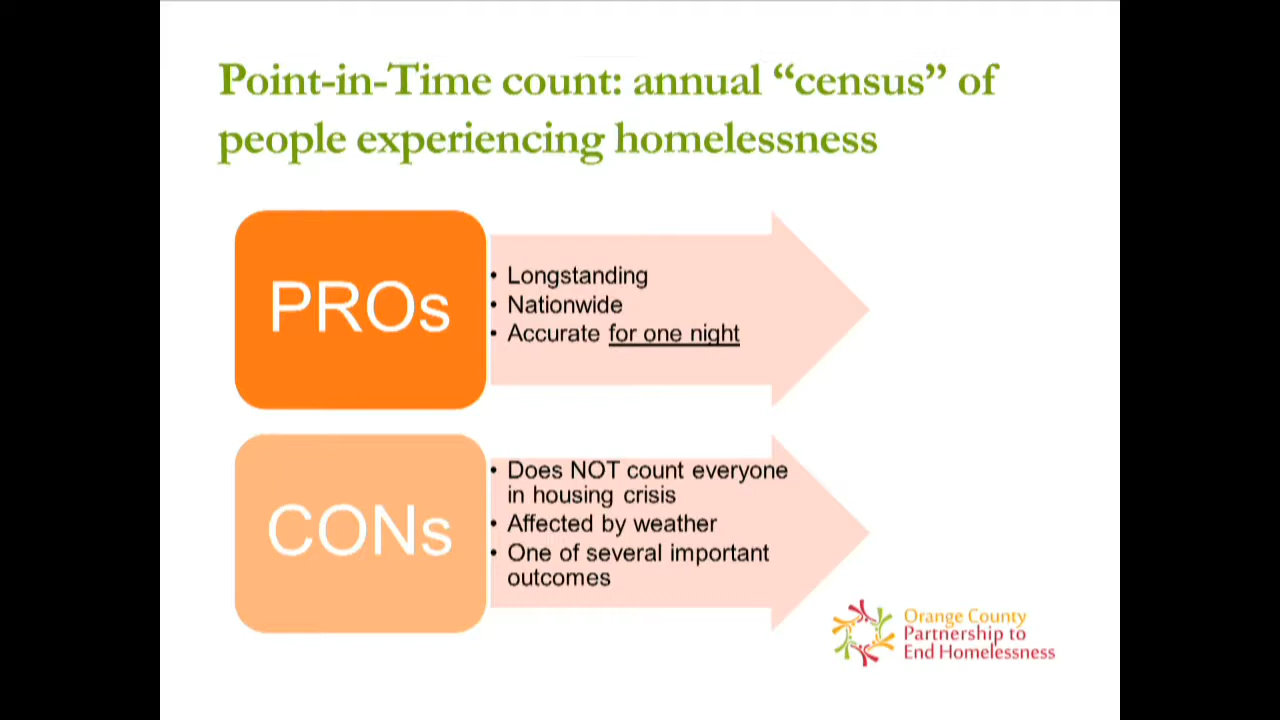 Point-in-Time count: annual “census” of
people experiencing homelessness
PROs
• Longstanding
• Nationwide
• Accurate for one night
CONs
• Does NOT count everyone
in housing crisis
• Affected by weather
• One of several important
outcomes
Orange County
Partnership to
End Homelessness